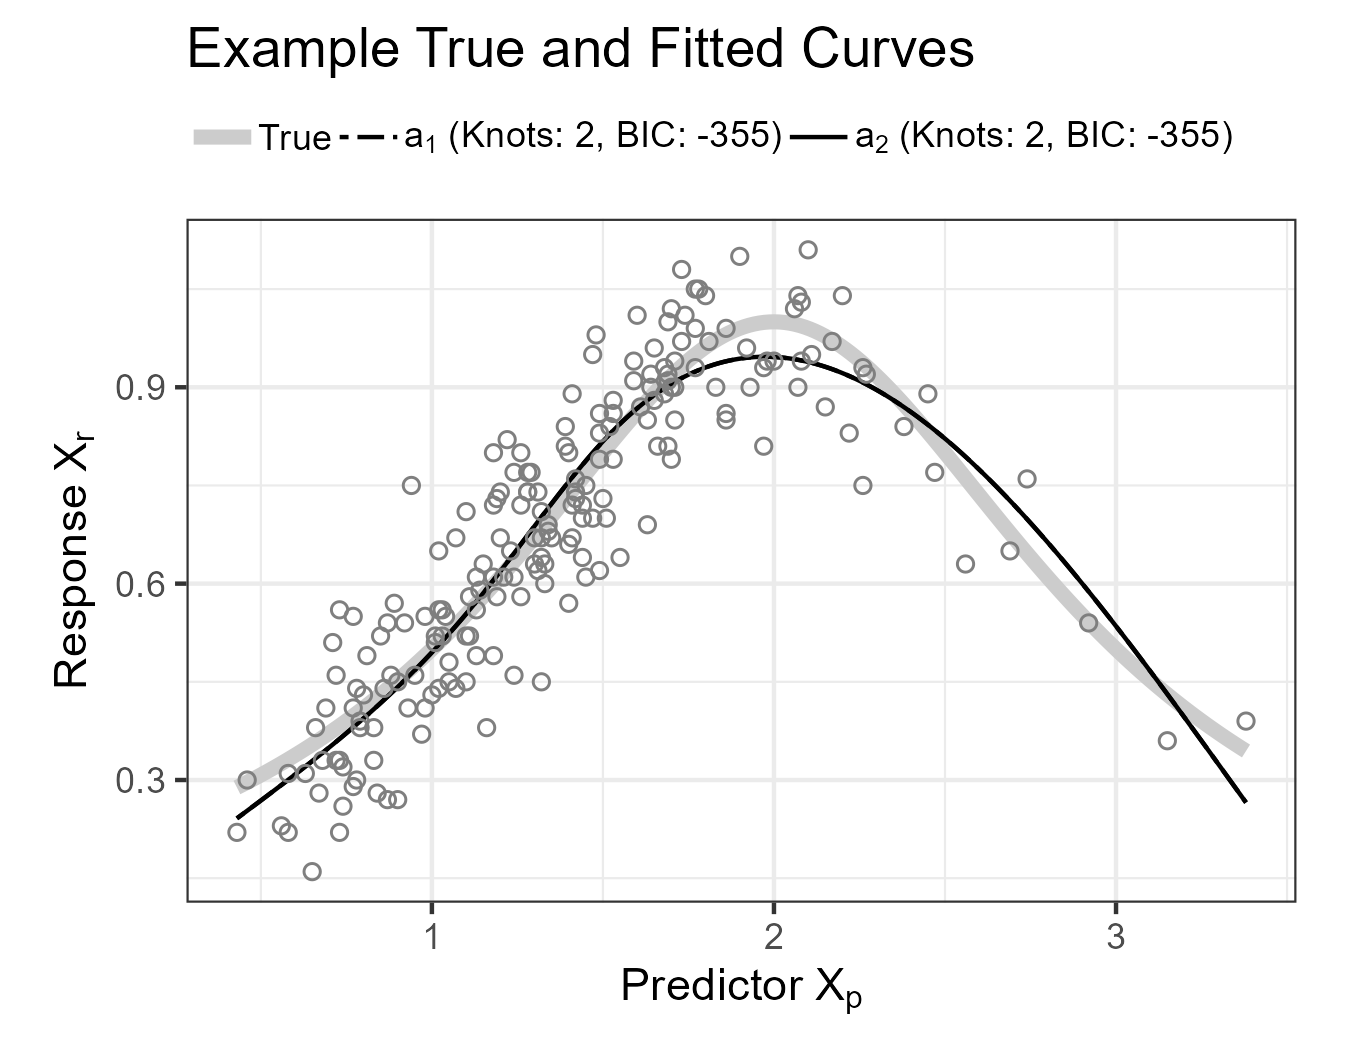 Example True and Fitted Curves
True a₁ (Knots: 2, BIC: -355) a₂ (Knots: 2, BIC: -355)
Response Xᵣ
0.9
0.6
0.3
1 2 3
Predictor Xₚ